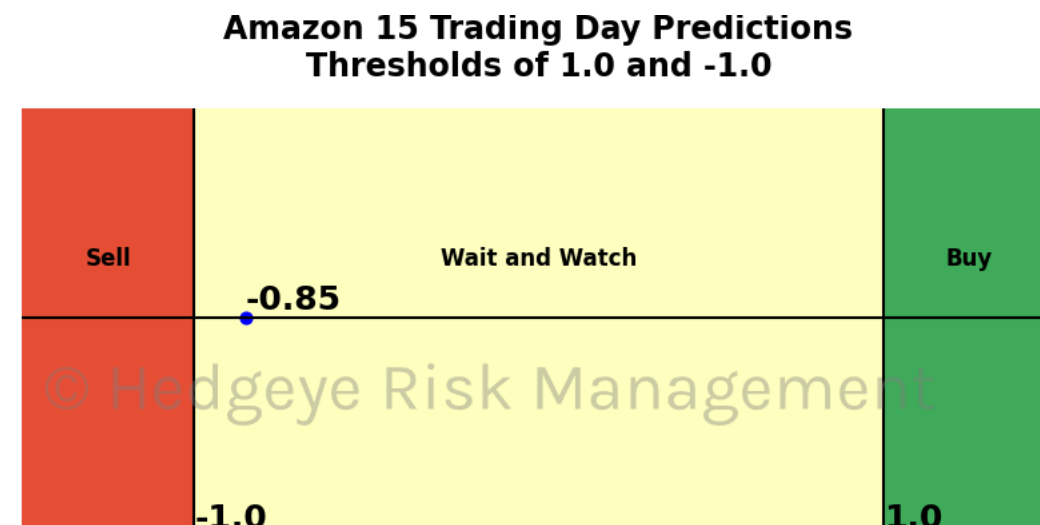 Amazon 15 Trading Day Predictions
Thresholds of 1.0 and -1.0
Sell
Wait and Watch
Buy
-0.85
© Hedgeye Risk Management
-1.0
1.0